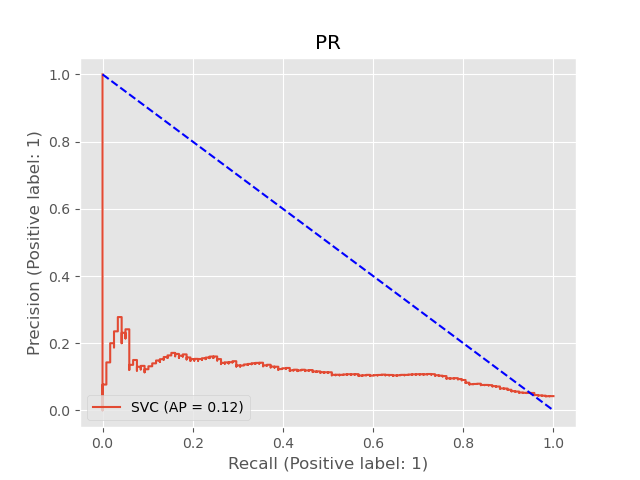 PR
Precision (Positive label: 1)
1.0
0.8
0.6
0.4
0.2
0.0
SVC (AP = 0.12)
0.0 0.2 0.4 0.6 0.8 1.0
Recall (Positive label: 1)